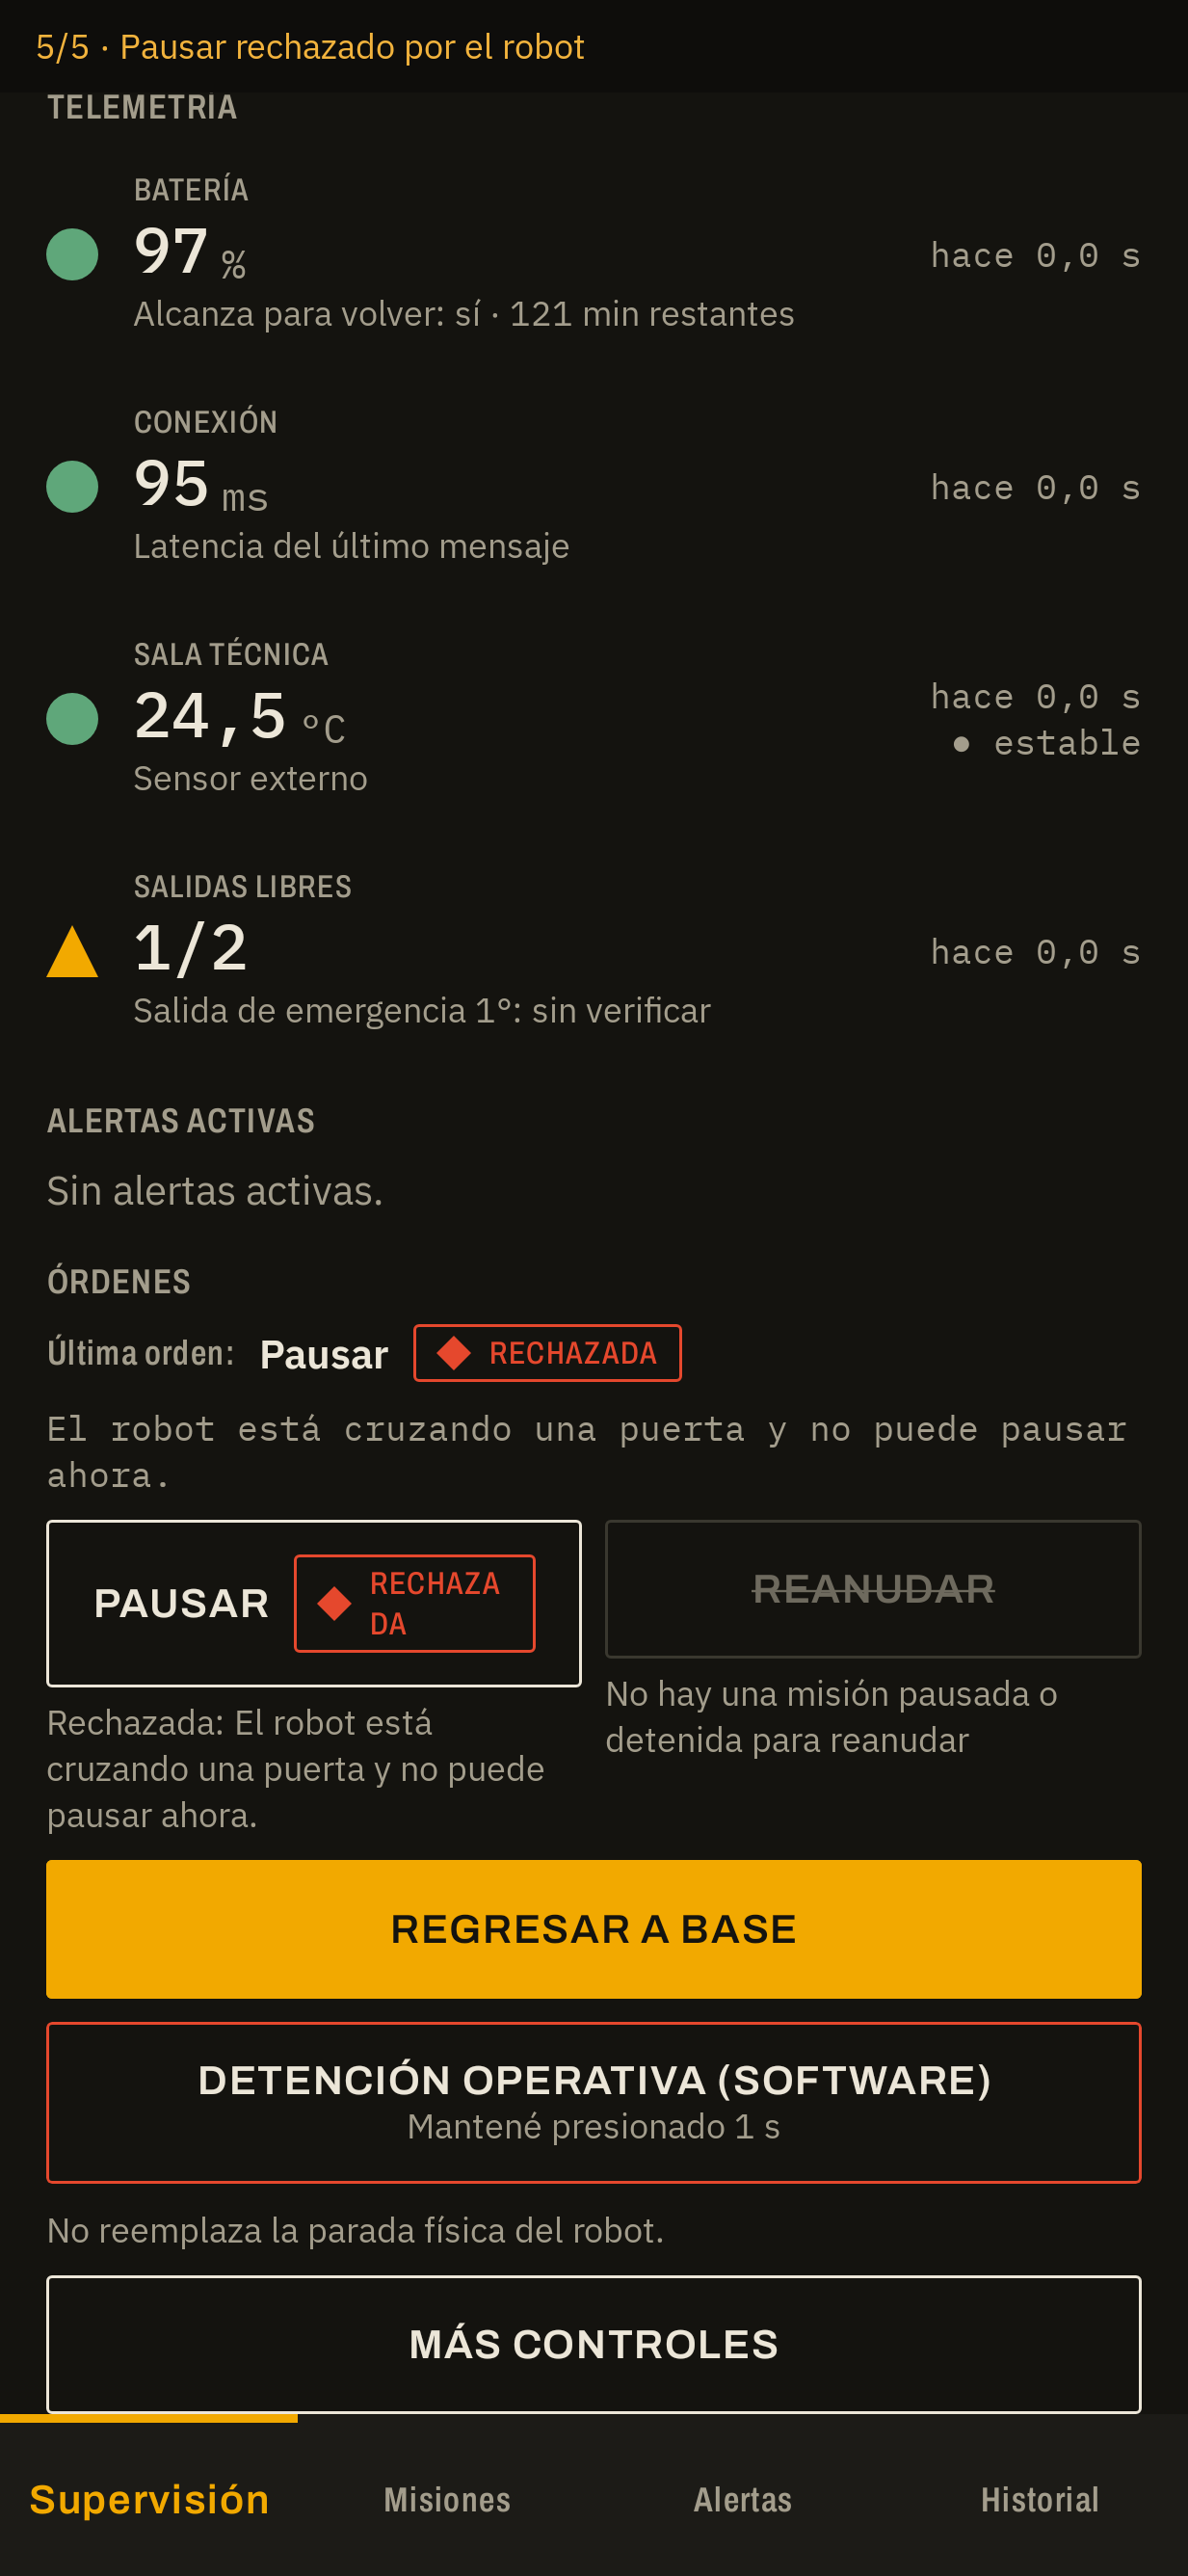 5/5 · Pausar rechazado por el robot
TELEMETRÍA
BATERÍA
97 %
hace 0,0 s
Alcanza para volver: sí · 121 min restantes
CONEXIÓN
95 ms
hace 0,0 s
Latencia del último mensaje
SALA TÉCNICA
24,5 °C
hace 0,0 s
● estable
Sensor externo
SALIDAS LIBRES
1/2
hace 0,0 s
Salida de emergencia 1°: sin verificar
ALERTAS ACTIVAS
Sin alertas activas.
ÓRDENES
Última orden: Pausar RECHAZADA
El robot está cruzando una puerta y no puede pausar
ahora.
PAUSAR
RECHAZA
DA
Rechazada: El robot está
cruzando una puerta y no puede
pausar ahora.
REANUDAR
No hay una misión pausada o
detenida para reanudar
REGRESAR A BASE
DETENCIÓN OPERATIVA (SOFTWARE)
Mantené presionado 1 s
No reemplaza la parada física del robot.
MÁS CONTROLES
Supervisión
Misiones
Alertas
Historial